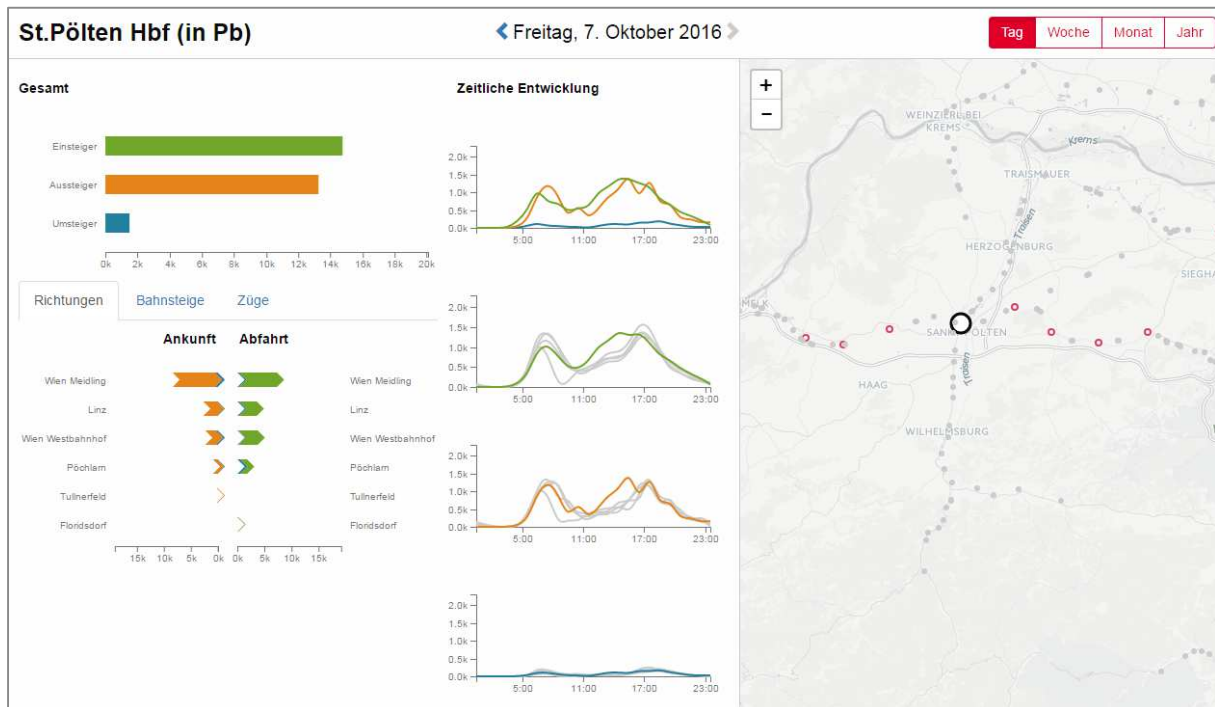 St.Pölten Hbf (in Pb)
Freitag, 7. Oktober 2016
Tag Woche Monat Jahr
Gesamt
Einsteiger
Aussteiger
Umsteiger
0k 2k 4k 6k 8k 10k 12k 14k 16k 18k 20k
Richtungen Bahnsteige Züge
Ankunft Abfahrt
Wien Meidling Wien Meidling
Linz Linz
Wien Westbahnhof Wien Westbahnhof
Pöchlarn Pöchlarn
Tullnerfeld Tullnerfeld
Floridsdorf Floridsdorf
15k 10k 5k 0k 0k 5k 10k 15k
Zeitliche Entwicklung
2.0k
1.5k
1.0k
0.5k
0.0k
5:00 11:00 17:00 23:00
2.0k
1.5k
1.0k
0.5k
0.0k
5:00 11:00 17:00 23:00
2.0k
1.5k
1.0k
0.5k
0.0k
5:00 11:00 17:00 23:00
2.0k
1.5k
1.0k
0.5k
0.0k
5:00 11:00 17:00 23:00
+
−
WEINZIERL BEI
KREMS
Krems
TRAISMAUER
Traisen
HERZOGENBURG
SIEGHA
MELK
SANKT PÖLTEN
Traisen
HAAG
WILHELMSBURG